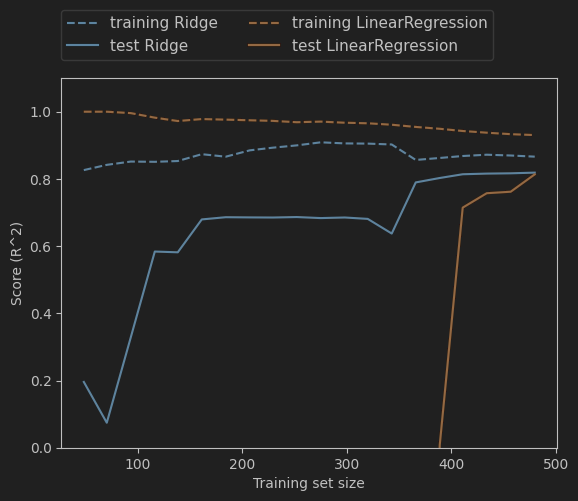 training Ridge
test Ridge
training LinearRegression
test LinearRegression
1.0
0.8
0.6
0.4
0.2
0.0
Score (R^2)
100
200
300
400
500
Training set size